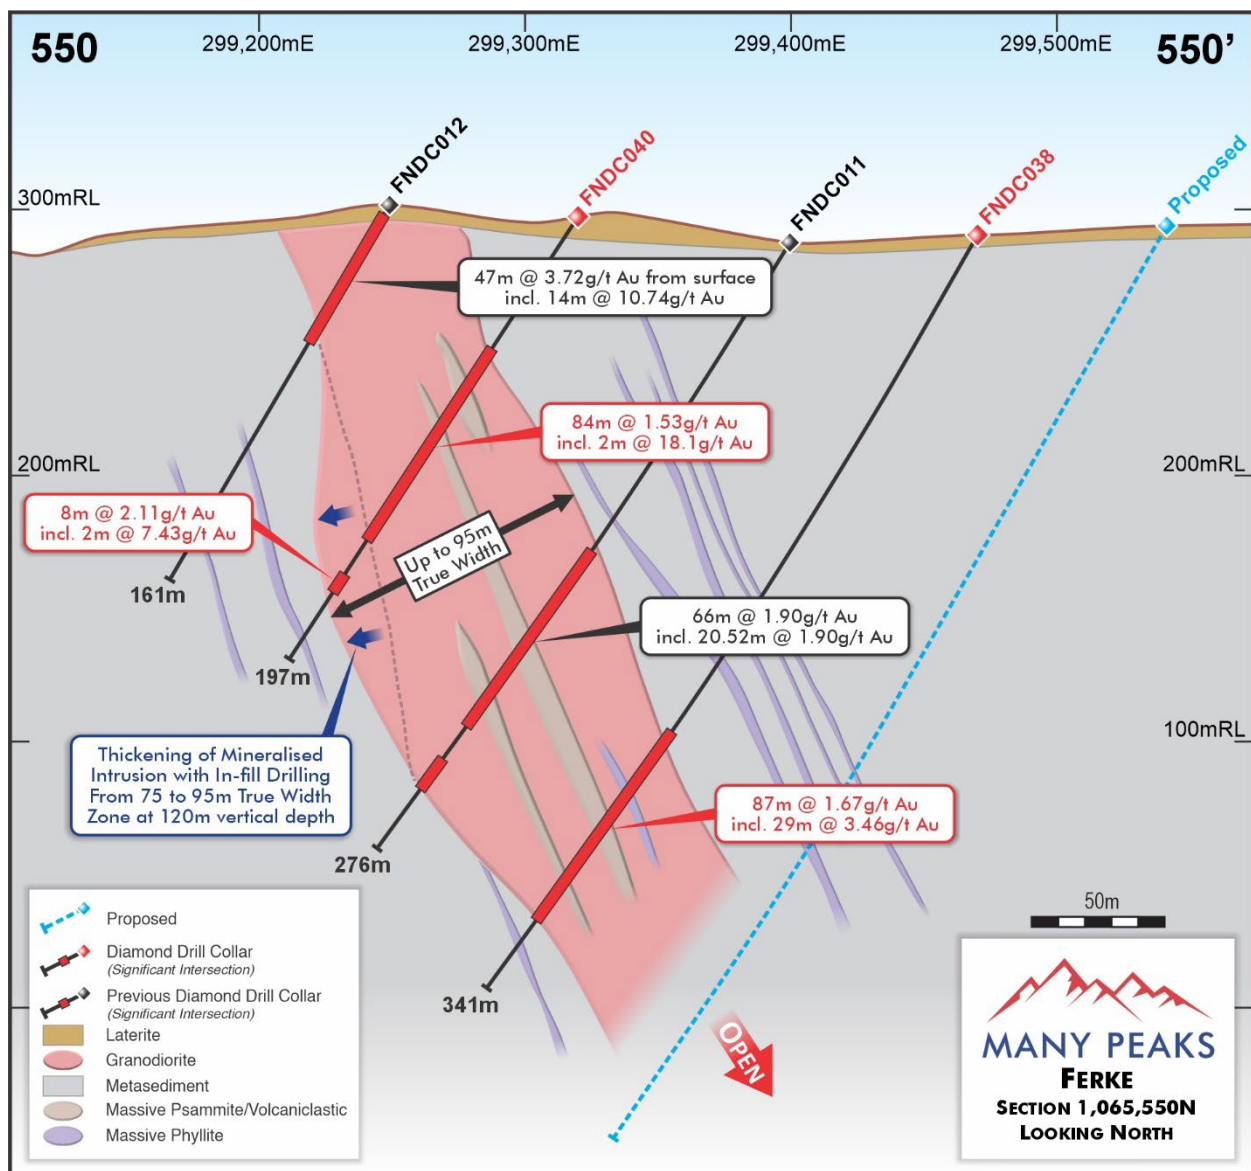 550
299,200mE
299,300mE
299,400mE
299,500mE
550’
FNDC012
FNDC040
FNDC011
FNDC038
Proposed
300mRL
300mRL
47m @ 3.72g/t Au from surface
incl. 14m @ 10.74g/t Au
84m @ 1.53g/t Au
incl. 2m @ 18.1g/t Au
200mRL
200mRL
8m @ 2.11g/t Au
incl. 2m @ 7.43g/t Au
Up to 95m
True Width
161m
66m @ 1.90g/t Au
incl. 20.52m @ 1.90g/t Au
197m
Thickening of Mineralised
Intrusion with In-fill Drilling
From 75 to 95m True Width
Zone at 120m vertical depth
100mRL
87m @ 1.67g/t Au
incl. 29m @ 3.46g/t Au
276m
341m
OPEN
50m
Proposed
Diamond Drill Collar
(Significant Intersection)
Previous Diamond Drill Collar
(Significant Intersection)
Laterite
Granodiorite
Metasediment
Massive Psammite/Volcaniclastic
Massive Phyllite
MANY PEAKS
FERKE
SECTION 1,065,550N
LOOKING NORTH